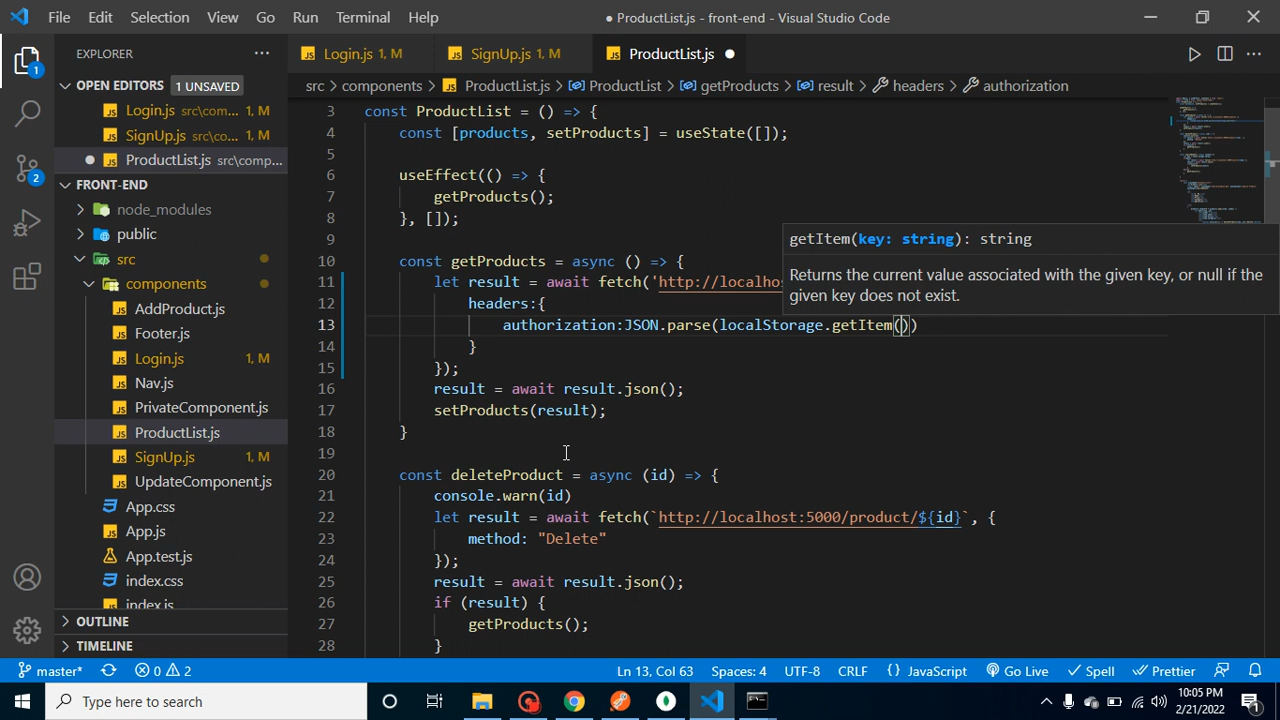 File Edit Selection View Go Run Terminal Help ● ProductList.js - front-end - Visual Studio Code
EXPLORER
Login.js 1, M SignUp.js 1, M ProductList.js ●
OPEN EDITORS 1 UNSAVED
Login.js src\com... 1, M
SignUp.js src\co... 1, M
● ProductList.js src\comp...
FRONT-END
node_modules
public
src
components
AddProduct.js
Footer.js
Login.js 1, M
Nav.js
PrivateComponent.js
ProductList.js
SignUp.js 1, M
UpdateComponent.js
App.css
App.js
App.test.js
index.css
index.js
OUTLINE
TIMELINE
1
2
src > components > ProductList.js > ProductList > getProducts > result > headers > authorization
3 const ProductList = () => {
4 const [products, setProducts] = useState([]);
5
6 useEffect(() => {
7 getProducts();
8 }, []);
9
10 const getProducts = async () => {
11 let result = await fetch('http://localhos
12 headers:{
13 authorization:JSON.parse(localStorage.getItem())
14 }
15 });
16 result = await result.json();
17 setProducts(result);
18 }
19
20 const deleteProduct = async (id) => {
21 console.warn(id)
22 let result = await fetch(`http://localhost:5000/product/${id}`, {
23 method: "Delete"
24 });
25 result = await result.json();
26 if (result) {
27 getProducts();
28 }
getItem(key: string): string
Returns the current value associated with the given key, or null if the
given key does not exist.
master* 0 2 Ln 13, Col 63 Spaces: 4 UTF-8 CRLF { } JavaScript Go Live Spell Prettier
Type here to search
10:05 PM
2/21/2022
1